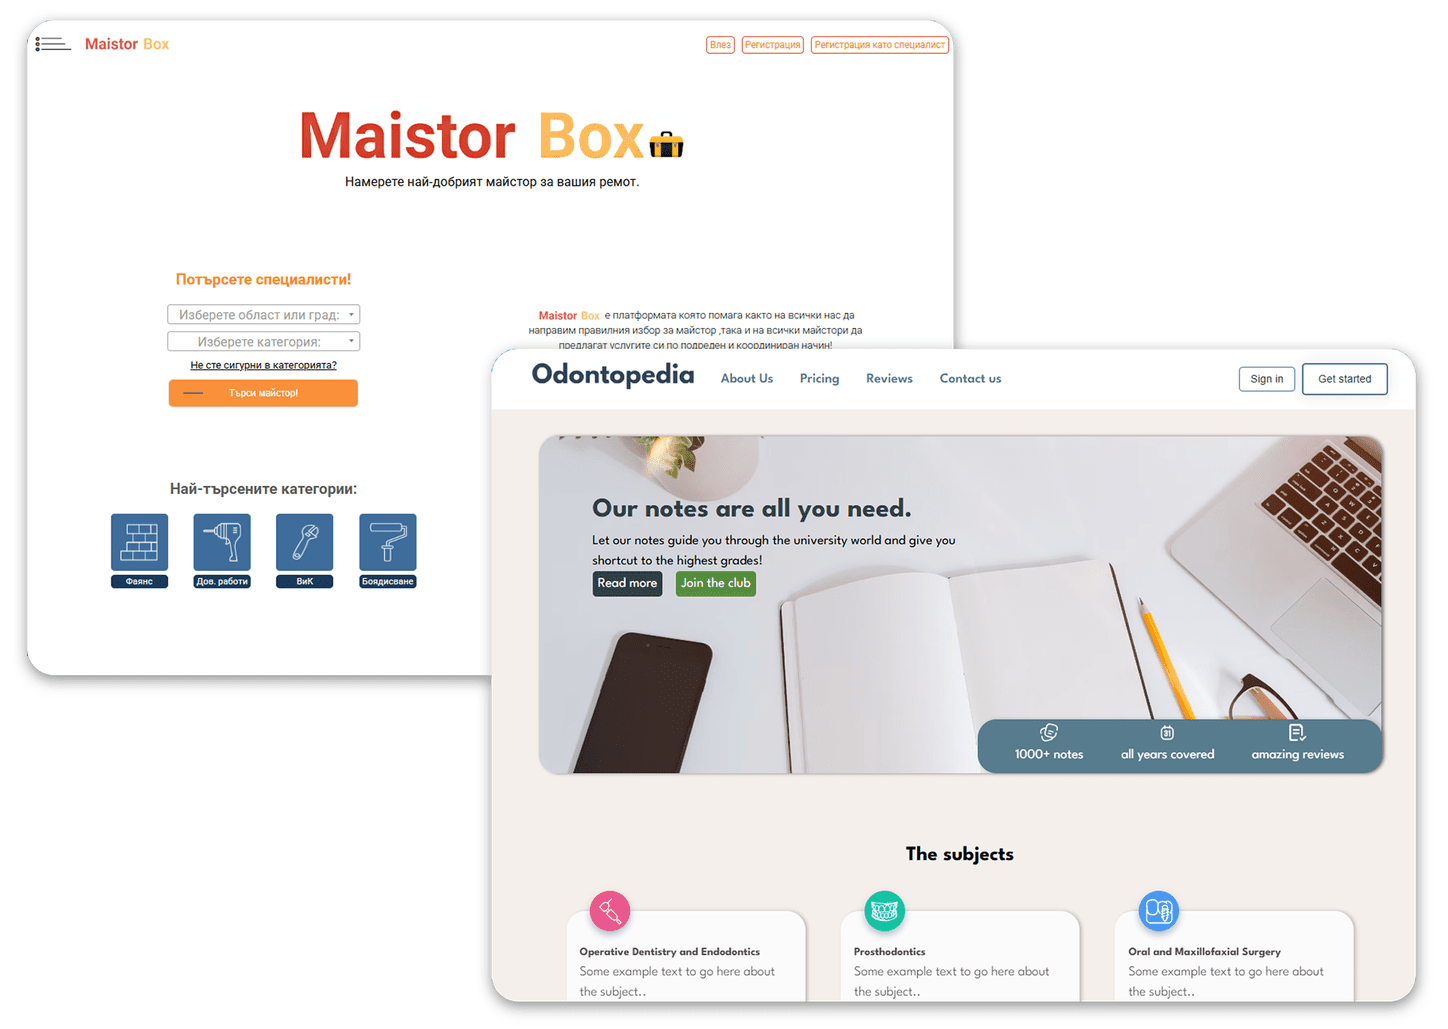 Maistor Box
Влез
Регистрация
Регистрация като специалист
Maistor Box
Намерете най-добрият майстор за вашия ремот.
Потърсете специалисти!
Изберете област или град:
Изберете категория:
Не сте сигурни в категорията?
Търси майстор!
Maistor Box е платформата която помага както на всички нас да
направим правилния избор за майстор ,така и на всички майстори да
предлагат услугите си по подреден и координиран начин!
Най-търсените категории:
Фаянс
Дов. работи
ВиК
Боядисване
Odontopedia
About Us
Pricing
Reviews
Contact us
Sign in
Get started
Our notes are all you need.
Let our notes guide you through the university world and give you
shortcut to the highest grades!
Read more
Join the club
31
1000+ notes
all years covered
amazing reviews
The subjects
Operative Dentistry and Endodontics
Some example text to go here about
the subject..
Prosthodontics
Some example text to go here about
the subject..
Oral and Maxillofaxial Surgery
Some example text to go here about
the subject..